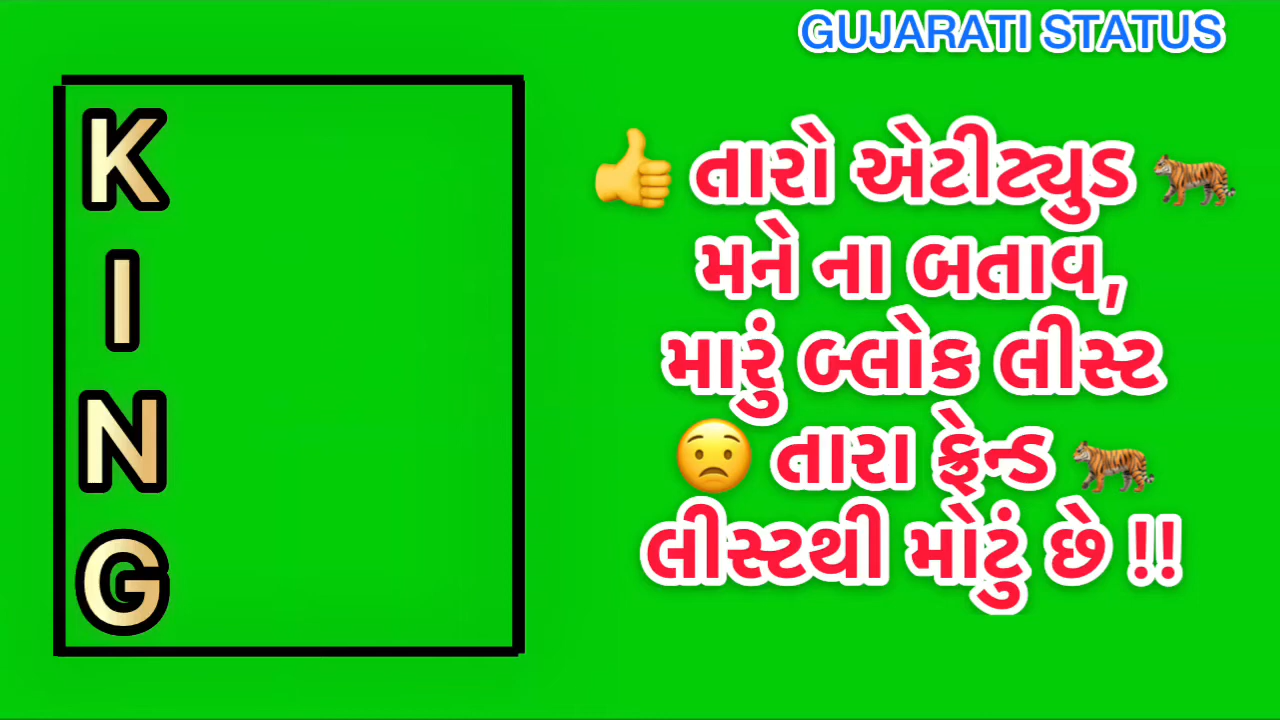 GUJARATI STATUS
K
I
N
G
👍 તારો એટીટ્યુડ 🐅
મને ના બતાવ,
મારું બ્લોક લીસ્ટ
😟 તારા ફ્રેન્ડ 🐅
લીસ્ટથી મોટું છે !!